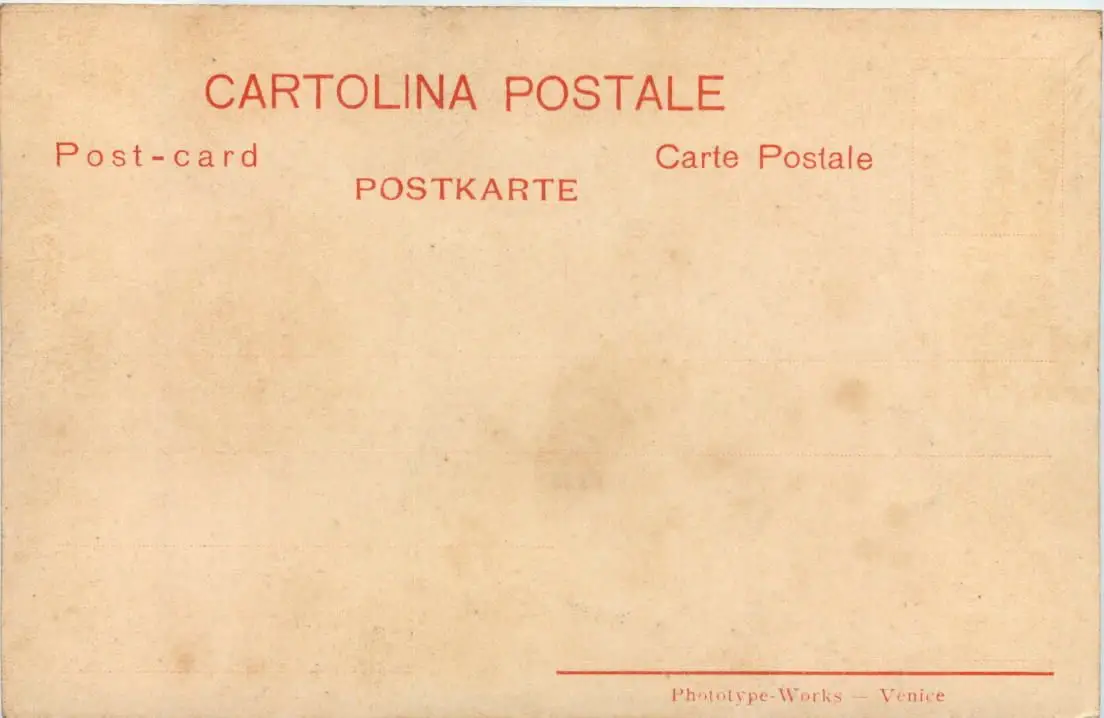 CARTOLINA POSTALE
Post-card
Carte Postale
POSTKARTE
Phototype-Works — Venice